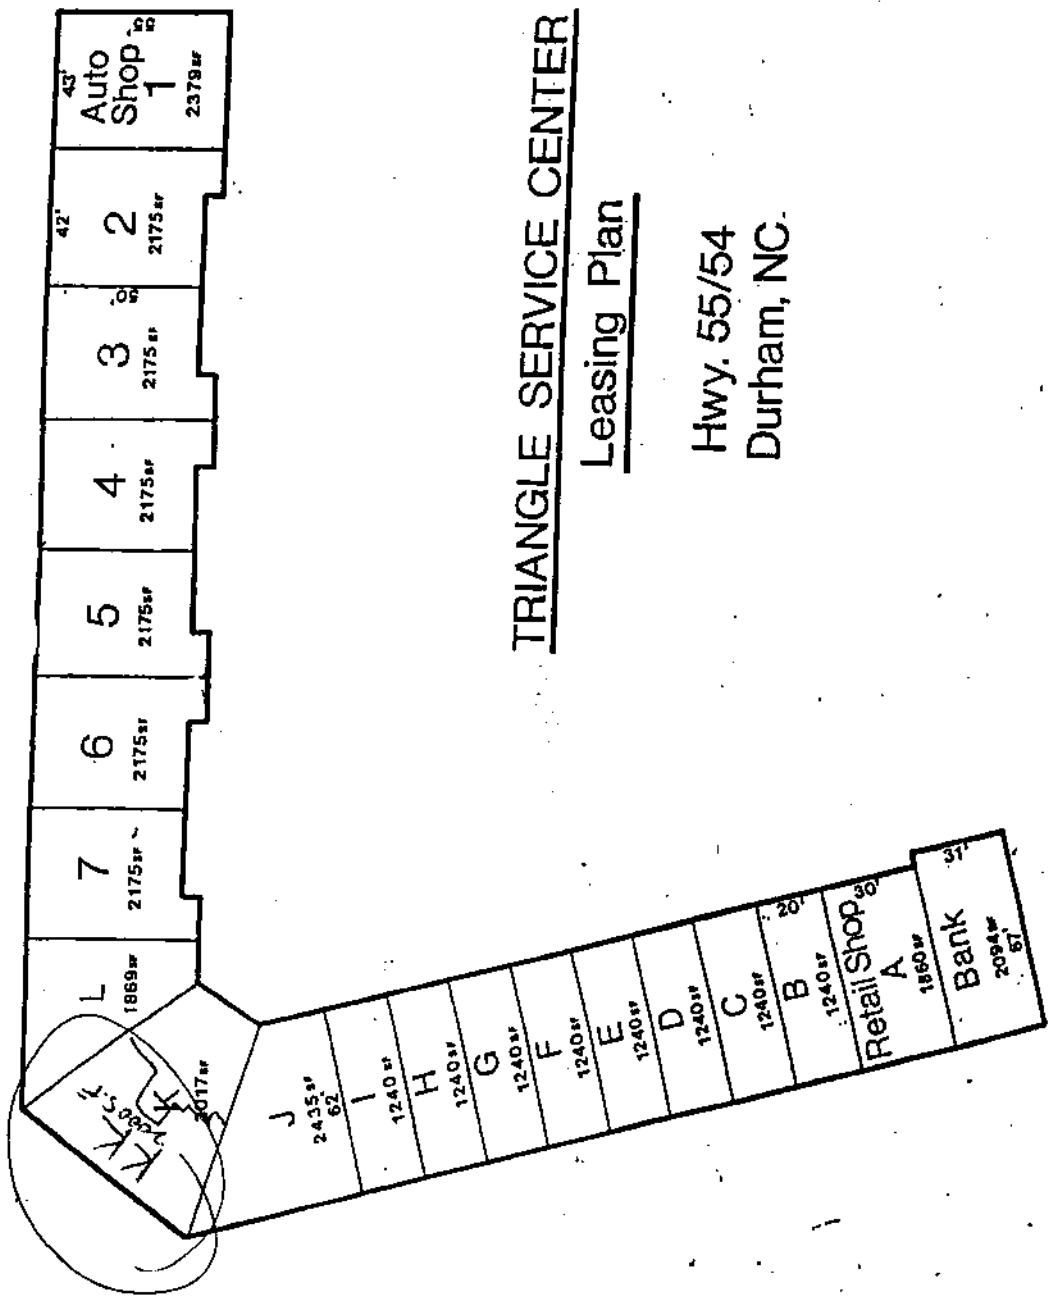 TRIANGLE SERVICE CENTER
Leasing Plan
Hwy. 55/54
Durham, NC.
43'
Auto
Shop
1
2379SF
42'
2
2175SF
3
50'
2175SF
4
2175SF
5
2175SF
6
2175SF
7
2175SF
L
1869SF
K
2017SF
J
2435SF
62
I
1240SF
H
1240SF
G
1240SF
F
1240SF
E
1240SF
D
1240SF
C
1240SF
B
20'
1240SF
Retail Shop
30'
A
1860SF
Bank
31'
2094SF
67'